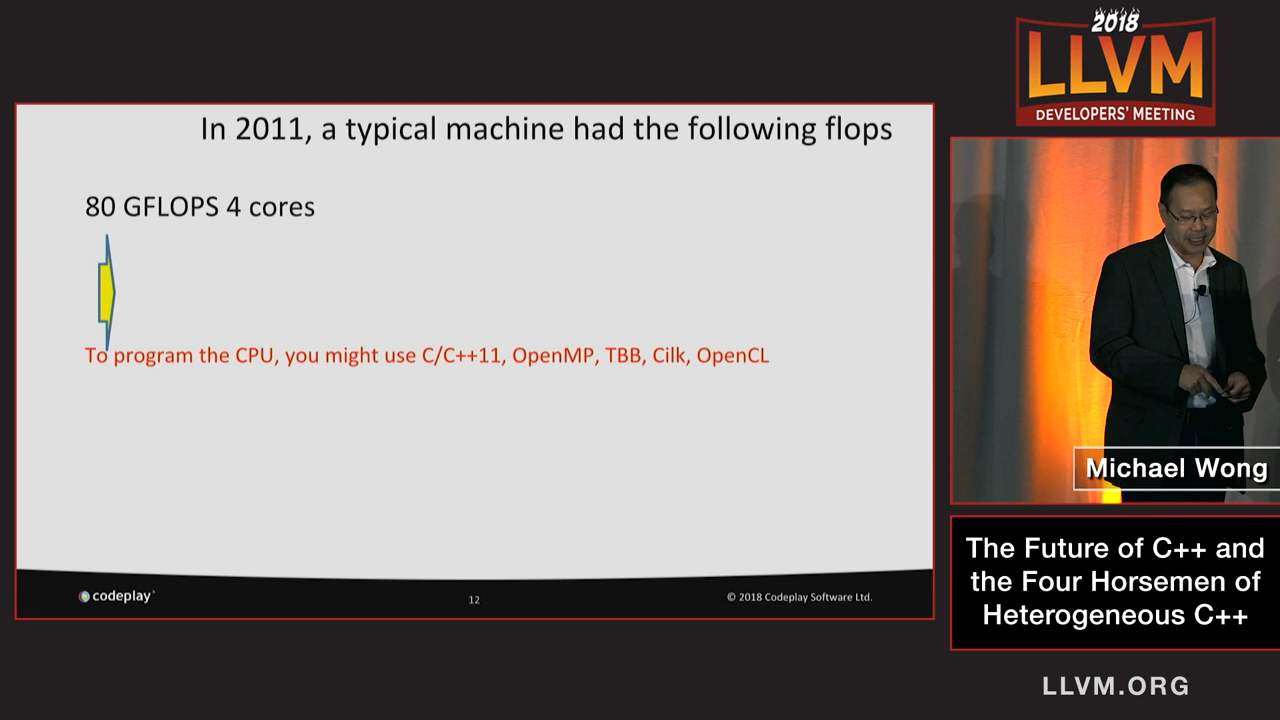 In 2011, a typical machine had the following flops
80 GFLOPS 4 cores
To program the CPU, you might use C/C++11, OpenMP, TBB, Cilk, OpenCL
codeplay
12
© 2018 Codeplay Software Ltd.
2018
LLVM
DEVELOPERS' MEETING
Michael Wong
The Future of C++ and
the Four Horsemen of
Heterogeneous C++
LLVM.ORG